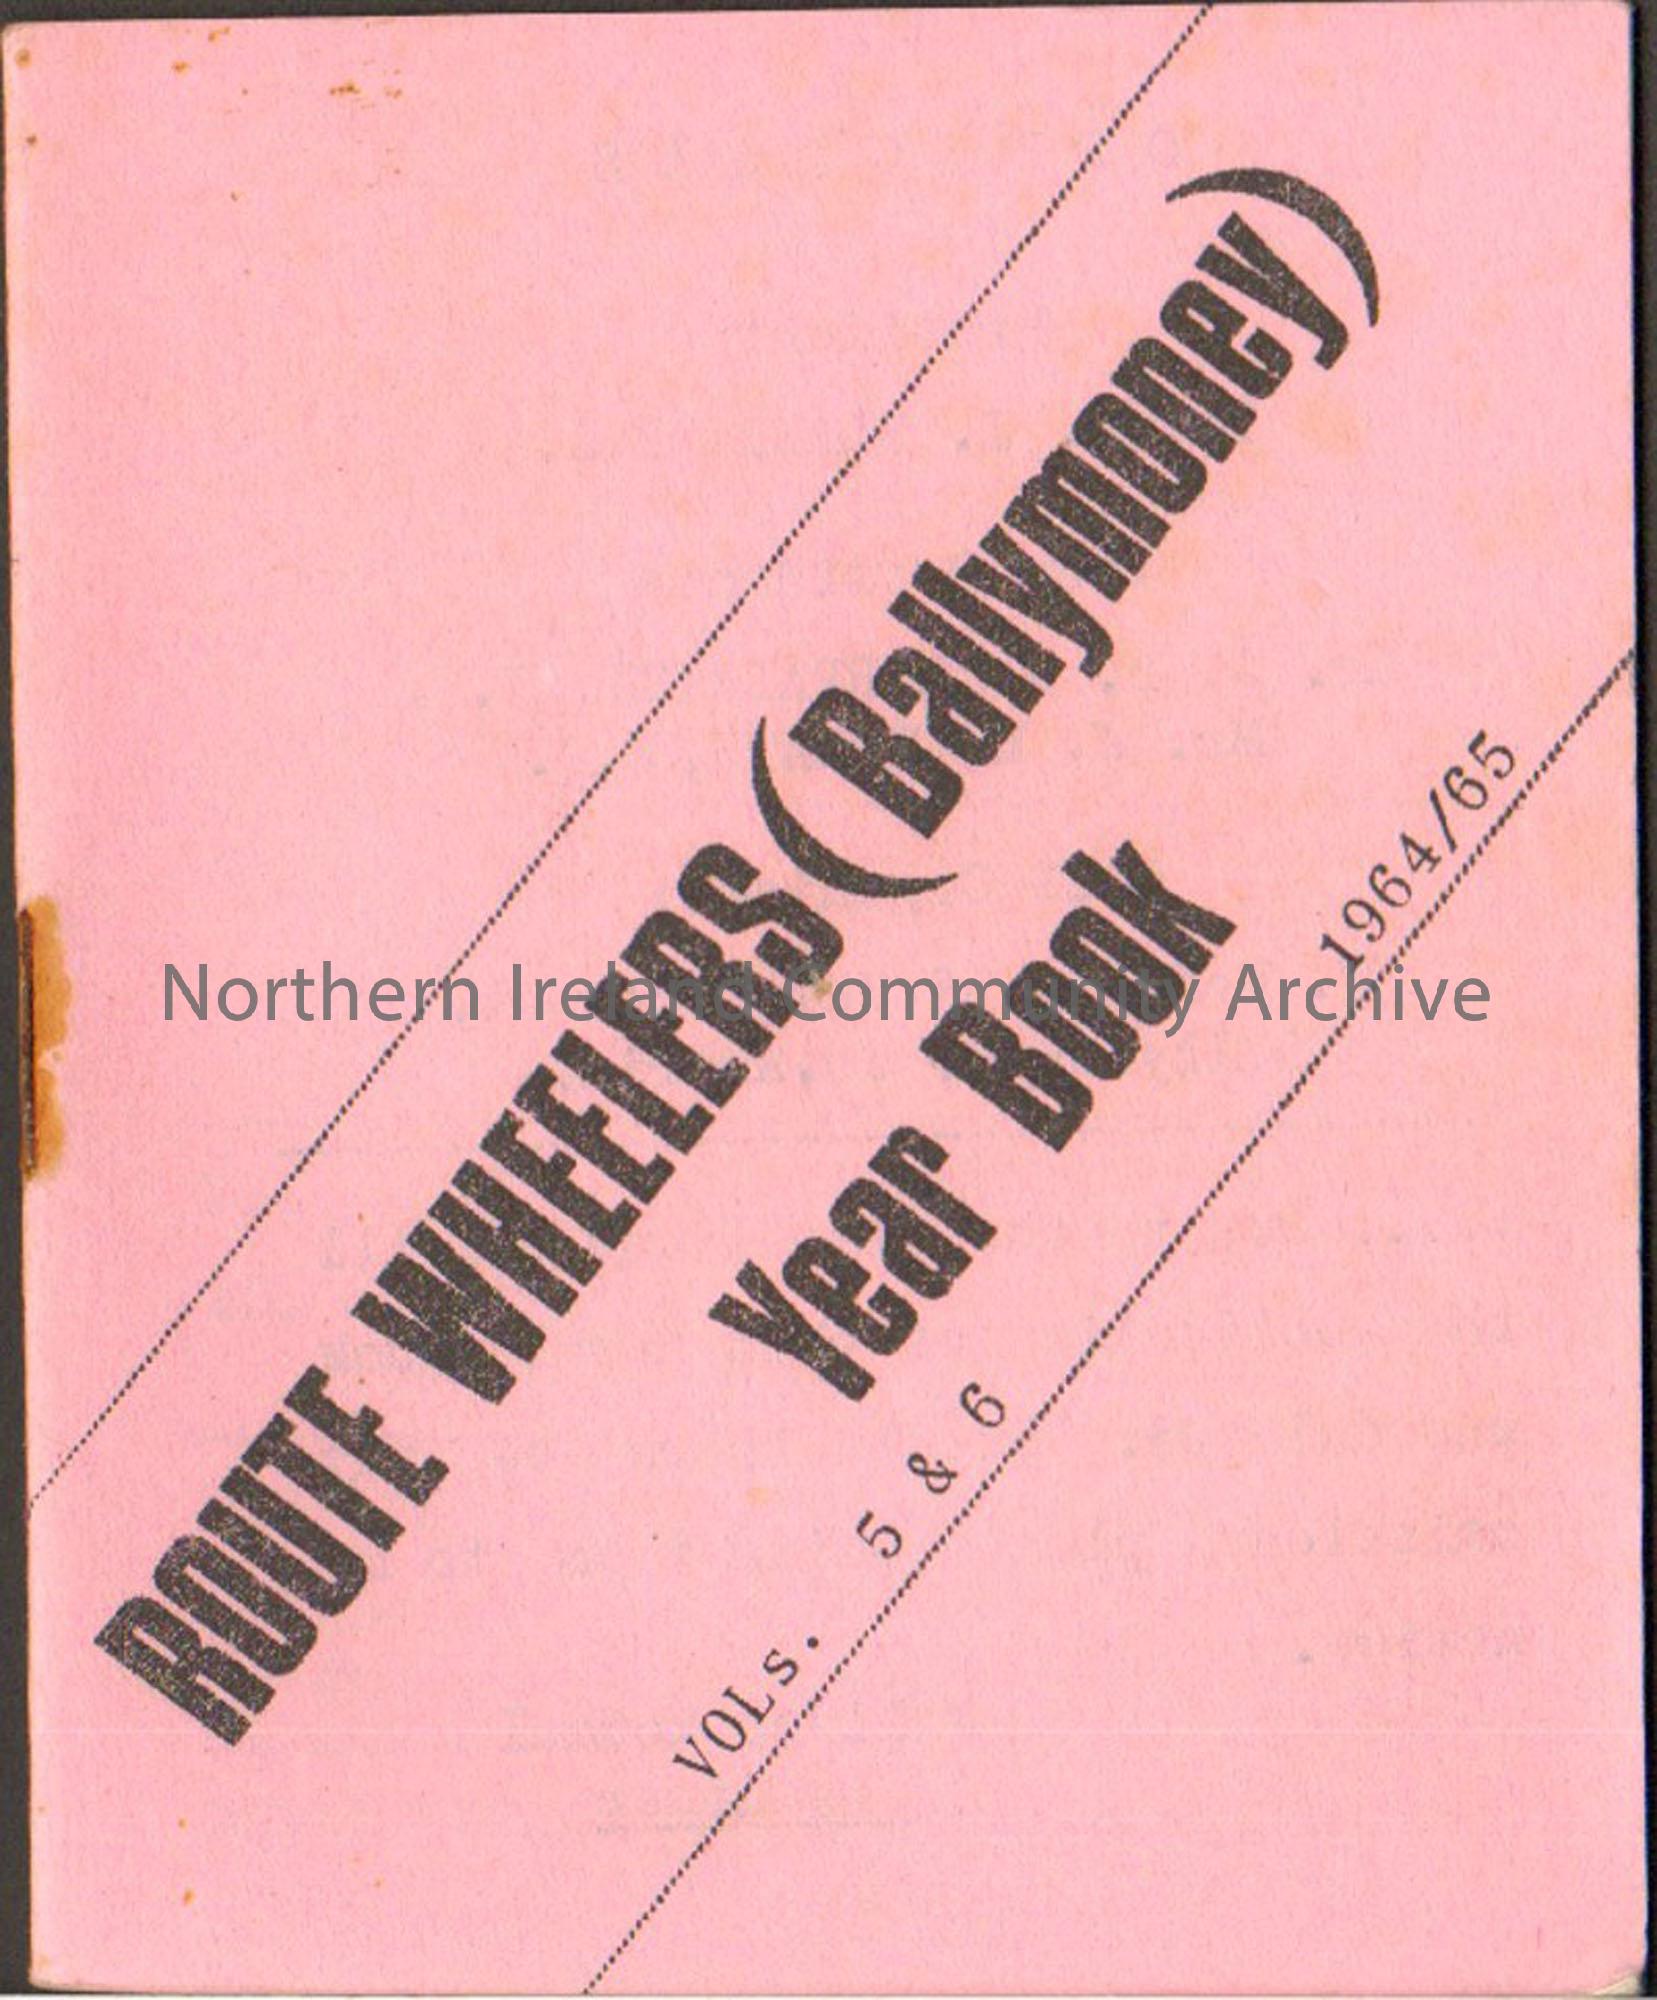 ROUTE WHEELERS (Ballymoney)
Year Book
VOLs. 5 & 6 1964/65
Northern Ireland Community Archive